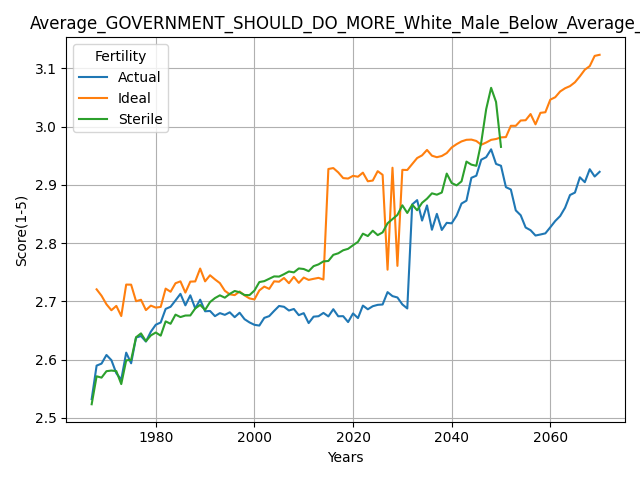 Average_GOVERNMENT_SHOULD_DO_MORE_White_Male_Below_Average_
Fertility
Actual
Ideal
Sterile
Score(1-5)
3.1
3.0
2.9
2.8
2.7
2.6
2.5
1980 2000 2020 2040 2060
Years